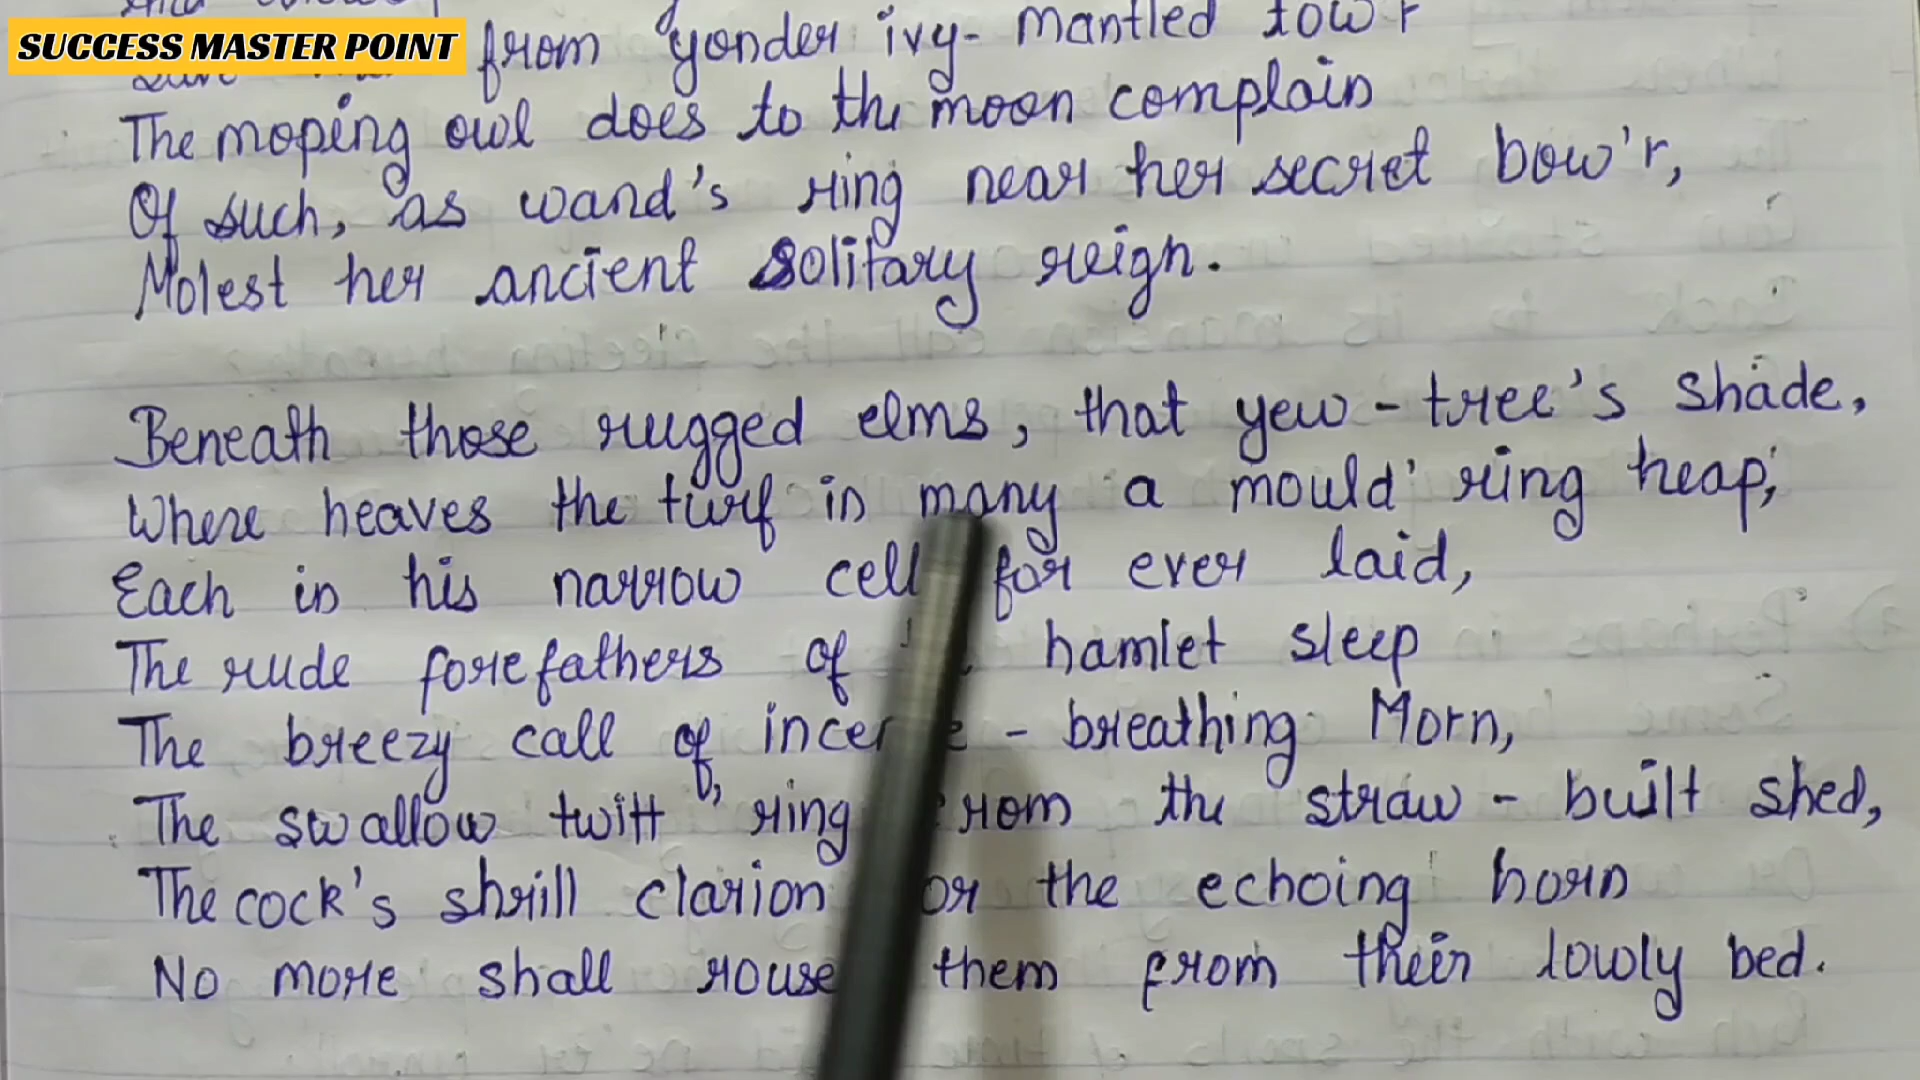 SUCCESS MASTER POINT
from yonder ivy- mantled tow'r
The moping owl does to the moon complain
Of such, as wand's ring near her secret bow'r,
Molest her ancient solitary reign.
Beneath those rugged elms, that yew - tree's shade,
Where heaves the turf in many a mould' ring heap,
Each in his narrow cell for ever laid,
The rude forefathers of hamlet sleep
The breezy call of - breathing Morn,
The swallow twitt 'ring from the straw - built shed,
The cock's shrill clarion or the echoing horn
No more shall rouse them from their lowly bed.